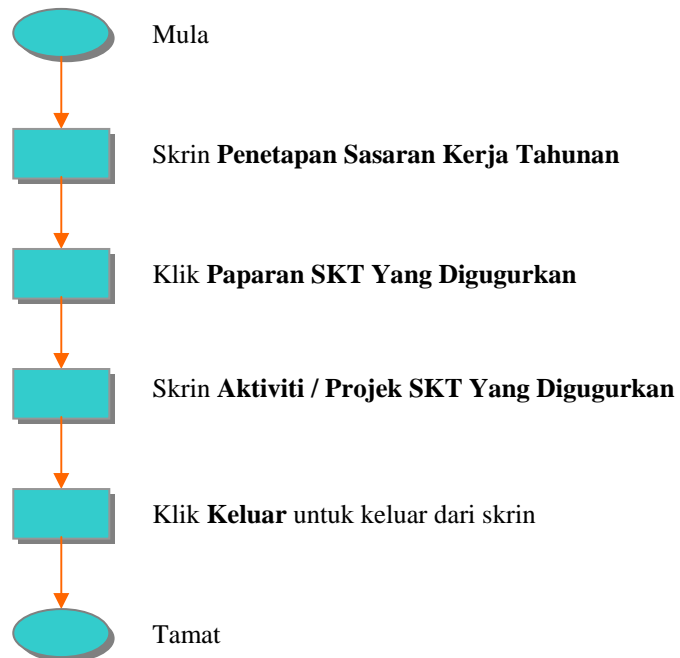 Mula
Skrin Penetapan Sasaran Kerja Tahunan
Klik Paparan SKT Yang Digugurkan
Skrin Aktiviti / Projek SKT Yang Digugurkan
Klik Keluar untuk keluar dari skrin
Tamat